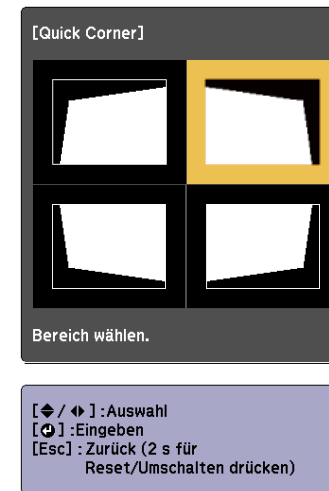 [Quick Corner]
Bereich wählen.
[◆/◆] :Auswahl
[↵] :Eingeben
[Esc] : Zurück (2 s für
Reset/Umschalten drücken)